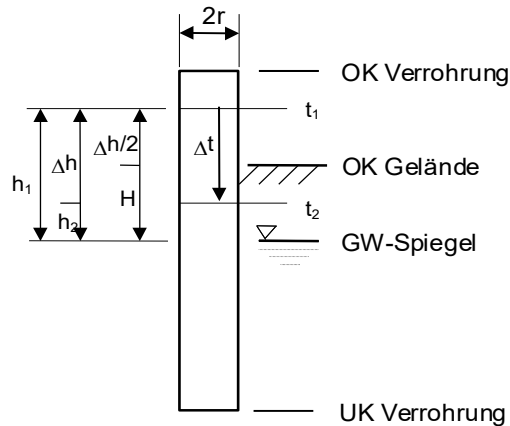 2r
OK Verrohrung
t1
Δh/2
Δh
Δt
OK Gelände
h1
H
t2
h2
GW-Spiegel
UK Verrohrung